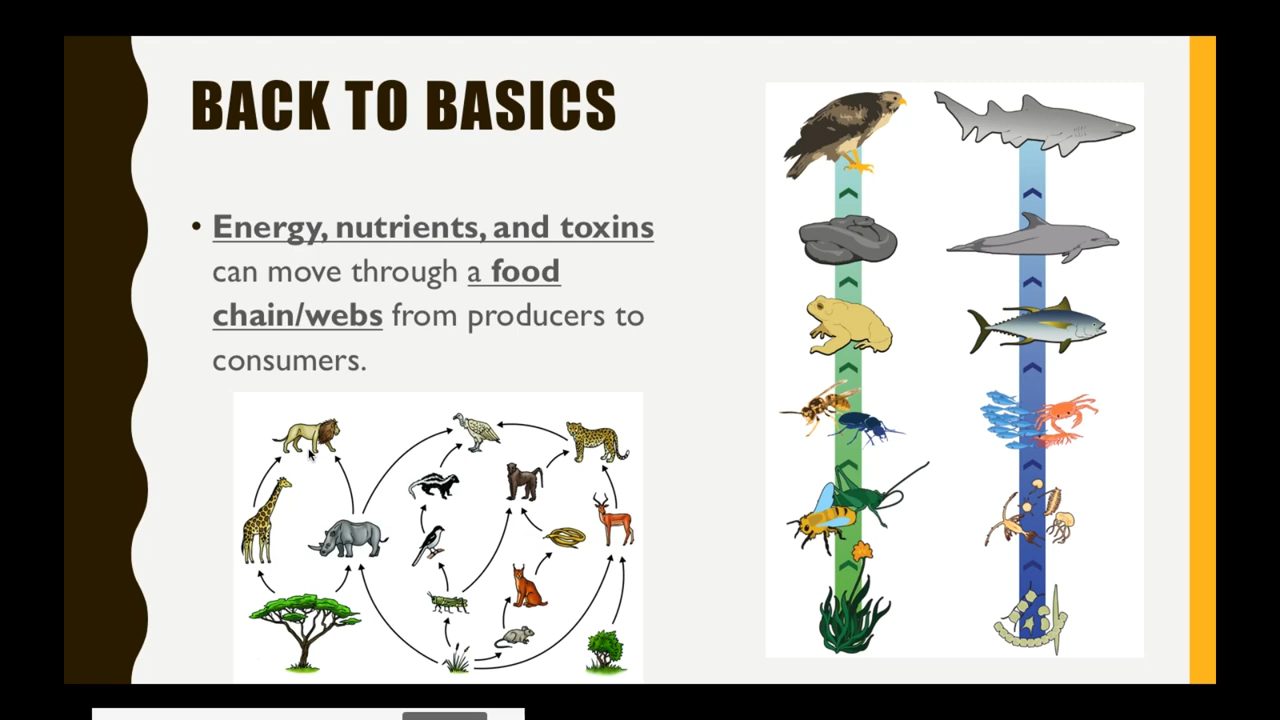 BACK TO BASICS
• Energy, nutrients, and toxins
can move through a food
chain/webs from producers to
consumers.